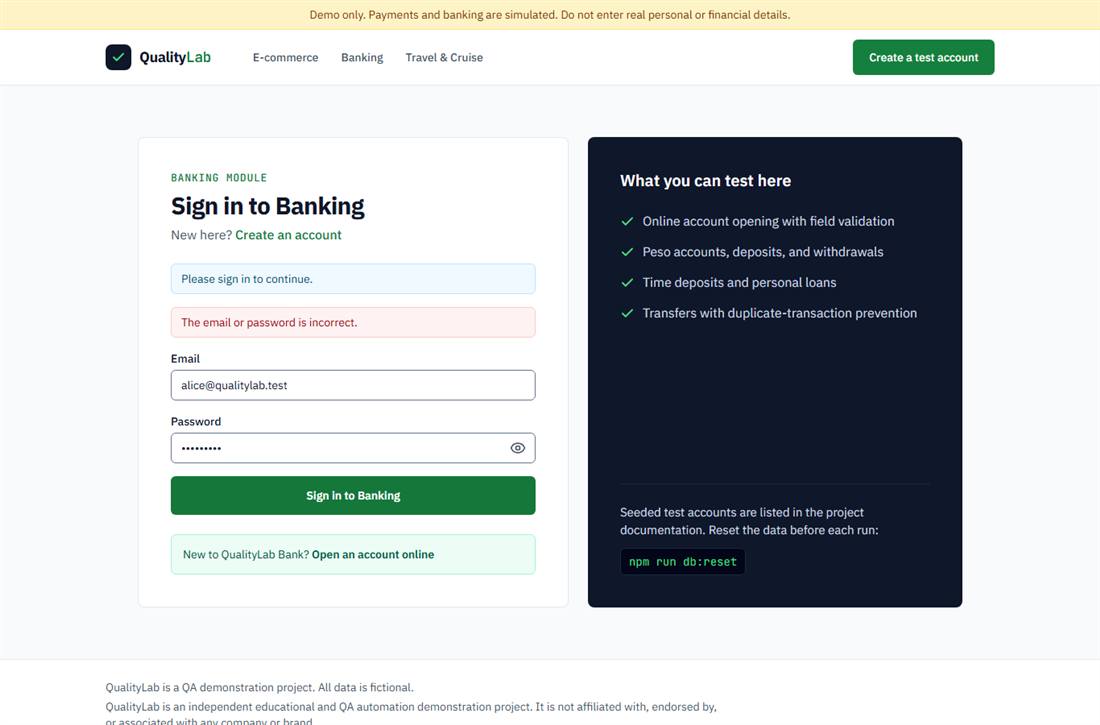 Demo only. Payments and banking are simulated. Do not enter real personal or financial details.
QualityLab
E-commerce
Banking
Travel & Cruise
Create a test account
BANKING MODULE
Sign in to Banking
New here? Create an account
Please sign in to continue.
The email or password is incorrect.
Email
alice@qualitylab.test
Password
•••••••••
Sign in to Banking
New to QualityLab Bank? Open an account online
What you can test here
Online account opening with field validation
Peso accounts, deposits, and withdrawals
Time deposits and personal loans
Transfers with duplicate-transaction prevention
Seeded test accounts are listed in the project
documentation. Reset the data before each run:
npm run db:reset
QualityLab is a QA demonstration project. All data is fictional.
QualityLab is an independent educational and QA automation demonstration project. It is not affiliated with, endorsed by,
or associated with any company or brand